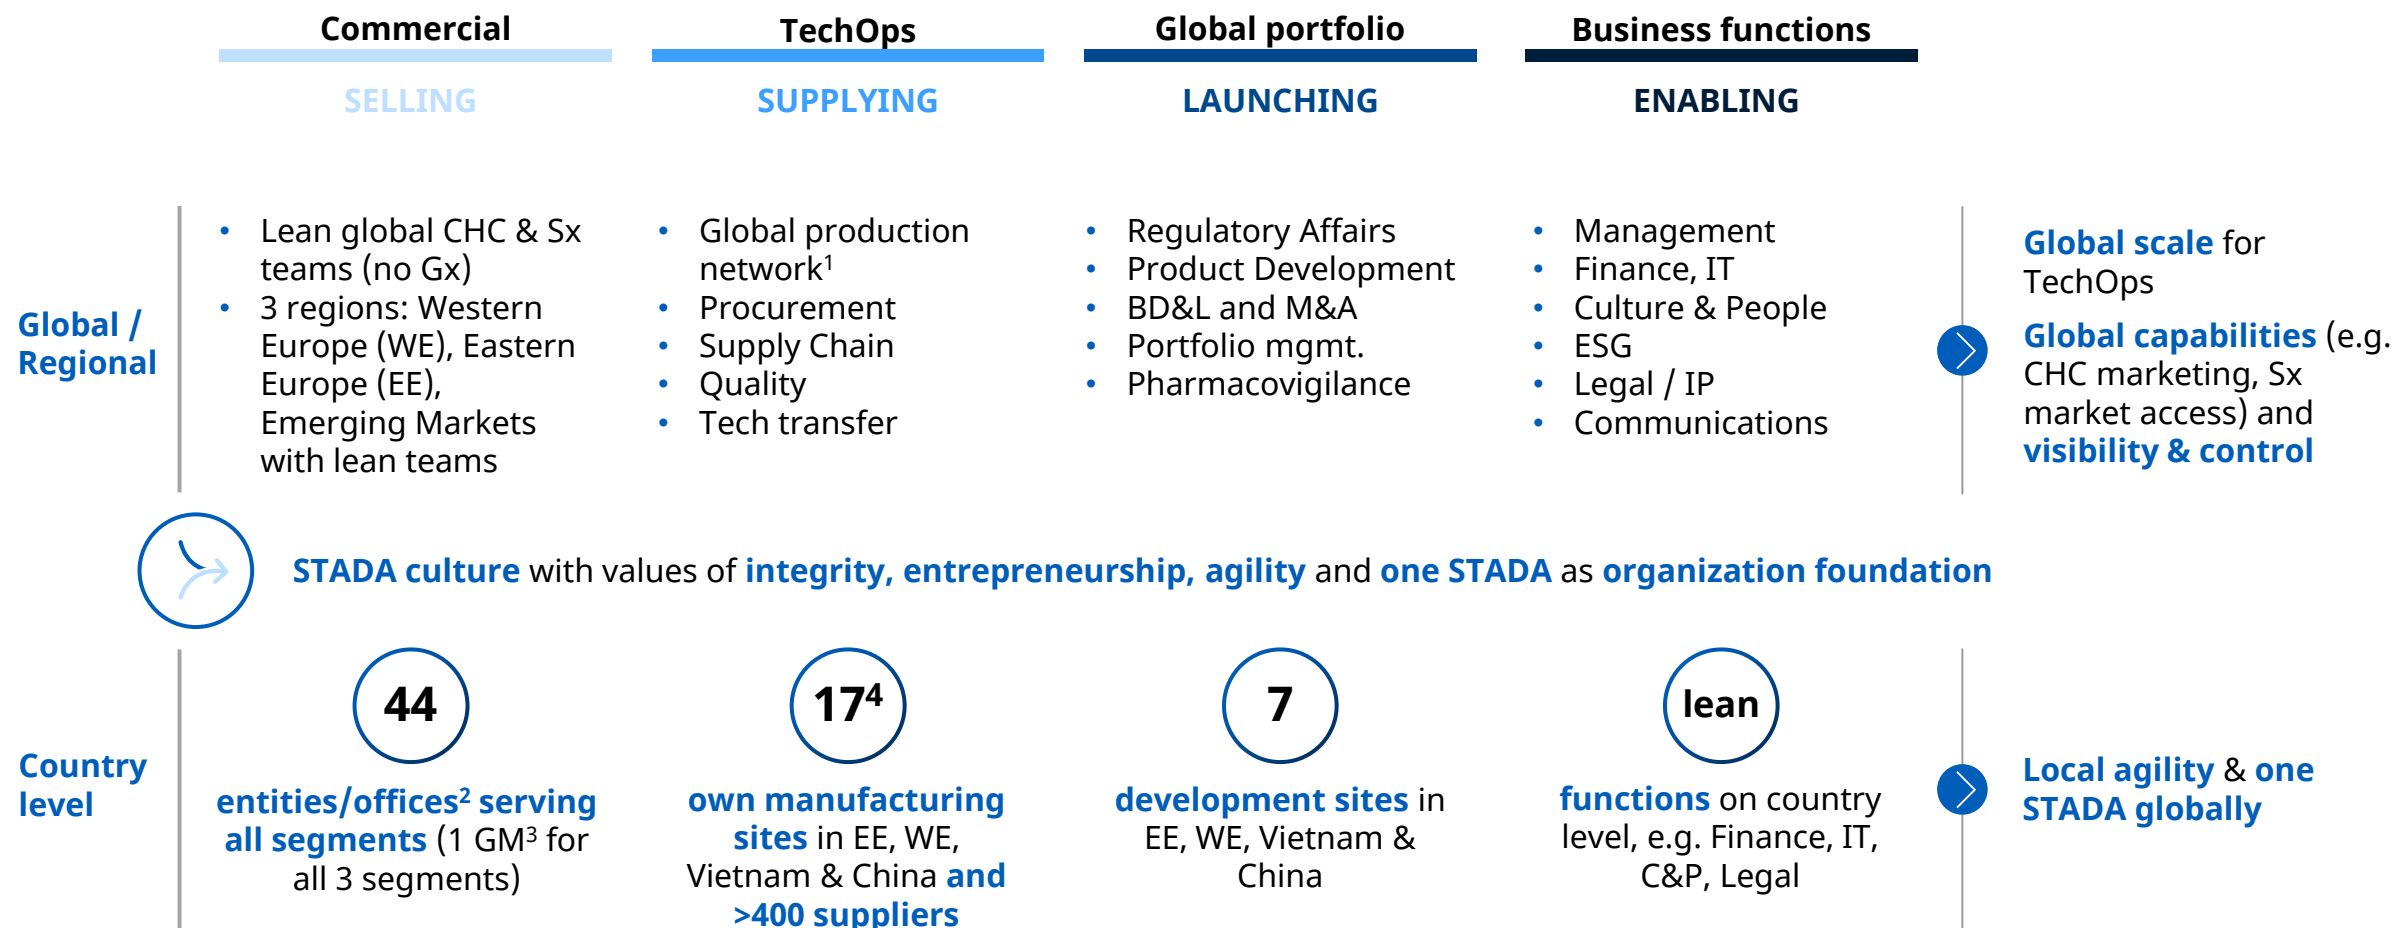 Commercial
TechOps
Global portfolio
Business functions
SELLING
SUPPLYING
LAUNCHING
ENABLING
Global /
Regional
• Lean global CHC & Sx
teams (no Gx)
• 3 regions: Western
Europe (WE), Eastern
Europe (EE),
Emerging Markets
with lean teams
• Global production
network¹
• Procurement
• Supply Chain
• Quality
• Tech transfer
• Regulatory Affairs
• Product Development
• BD&L and M&A
• Portfolio mgmt.
• Pharmacovigilance
• Management
• Finance, IT
• Culture & People
• ESG
• Legal / IP
• Communications
Global scale for
TechOps
Global capabilities (e.g.
CHC marketing, Sx
market access) and
visibility & control
STADA culture with values of integrity, entrepreneurship, agility and one STADA as organization foundation
Country
level
44
entities/offices² serving
all segments (1 GM³ for
all 3 segments)
17⁴
own manufacturing
sites in EE, WE,
Vietnam & China and
>400 suppliers
7
development sites in
EE, WE, Vietnam &
China
lean
functions on country
level, e.g. Finance, IT,
C&P, Legal
Local agility & one
STADA globally